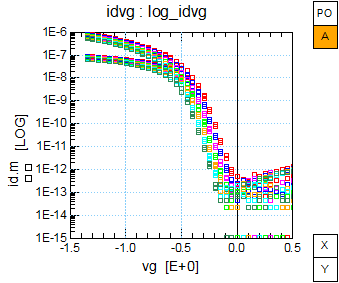 idvg : log_idvg
PO
A
1E-6
1E-7
1E-8
1E-9
1E-10
1E-11
1E-12
1E-13
1E-14
1E-15
id.m [LOG]
-1.5 -1.0 -0.5 0.0 0.5
vg [E+0]
X
Y